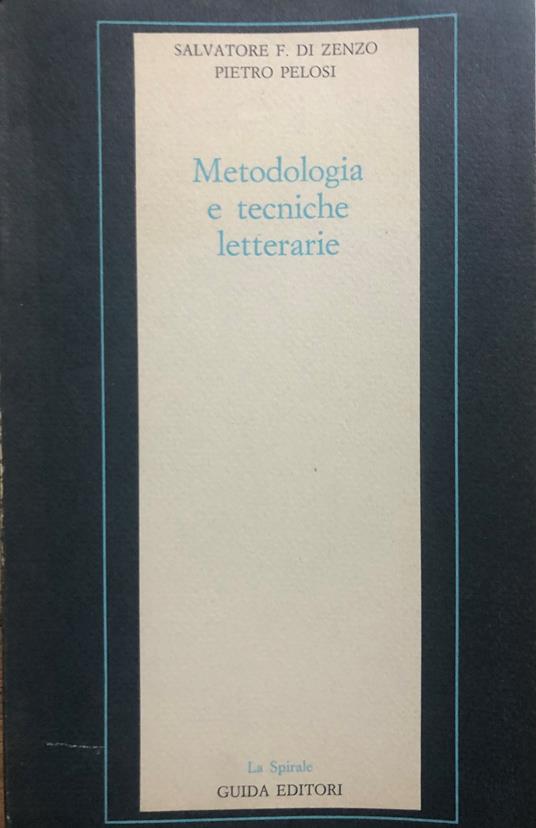 SALVATORE F. DI ZENZO
PIETRO PELOSI
Metodologia
e tecniche
letterarie
La Spirale
GUIDA EDITORI